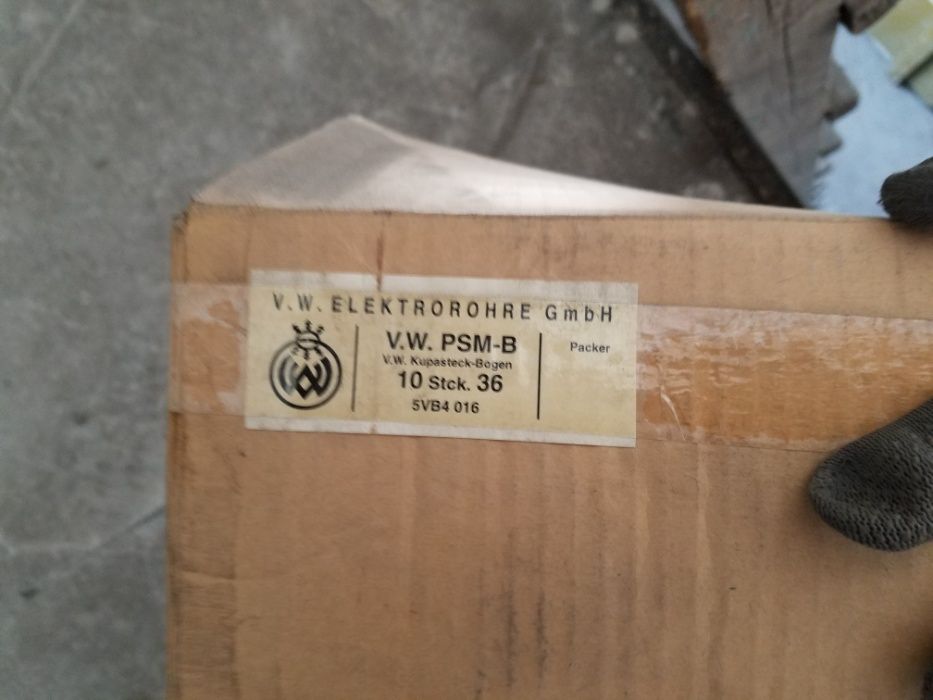 V.W. ELEKTROROHRE GmbH
V.W. PSM-B
V.W. Kupasteck-Bogen
10 Stck. 36
5VB4 016
Packer